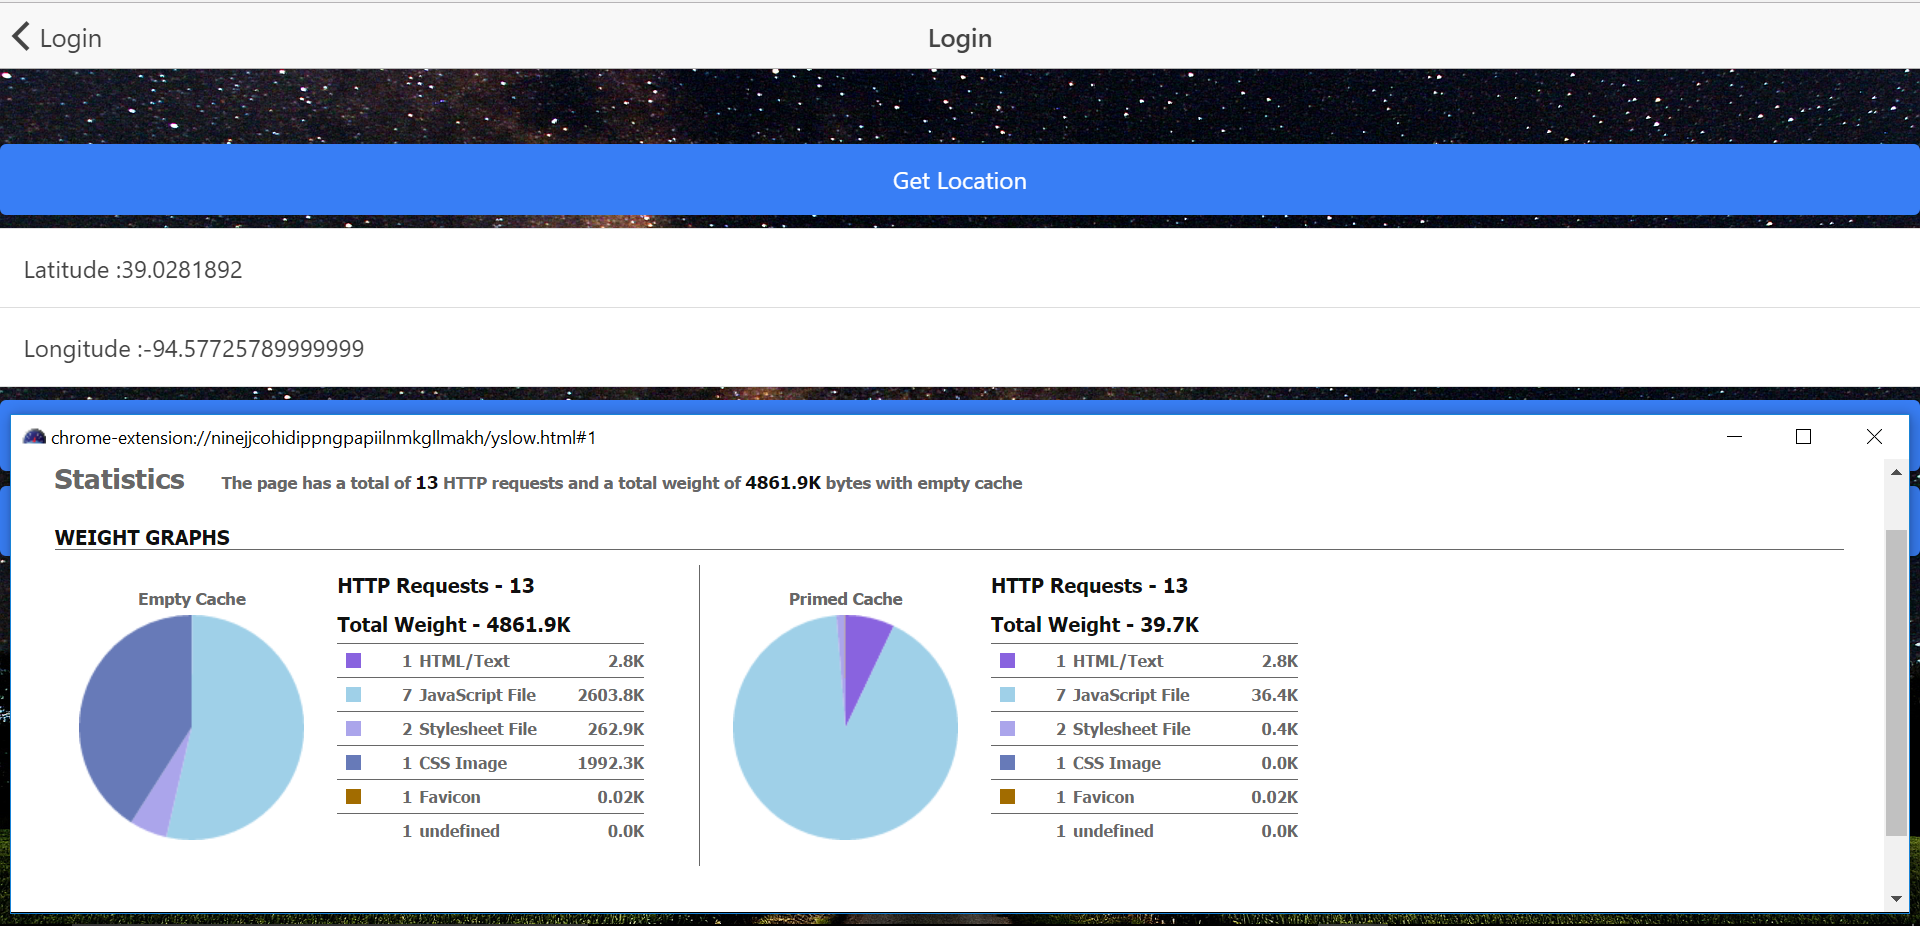 Login
Login
Get Location
Latitude :39.0281892
Longitude :-94.57725789999999
chrome-extension://ninejjcohidippngpapiilnmkgllmakh/yslow.html#1
Statistics The page has a total of 13 HTTP requests and a total weight of 4861.9K bytes with empty cache
WEIGHT GRAPHS
Empty Cache
HTTP Requests - 13
Total Weight - 4861.9K
1 HTML/Text 2.8K
7 JavaScript File 2603.8K
2 Stylesheet File 262.9K
1 CSS Image 1992.3K
1 Favicon 0.02K
1 undefined 0.0K
Primed Cache
HTTP Requests - 13
Total Weight - 39.7K
1 HTML/Text 2.8K
7 JavaScript File 36.4K
2 Stylesheet File 0.4K
1 CSS Image 0.0K
1 Favicon 0.02K
1 undefined 0.0K